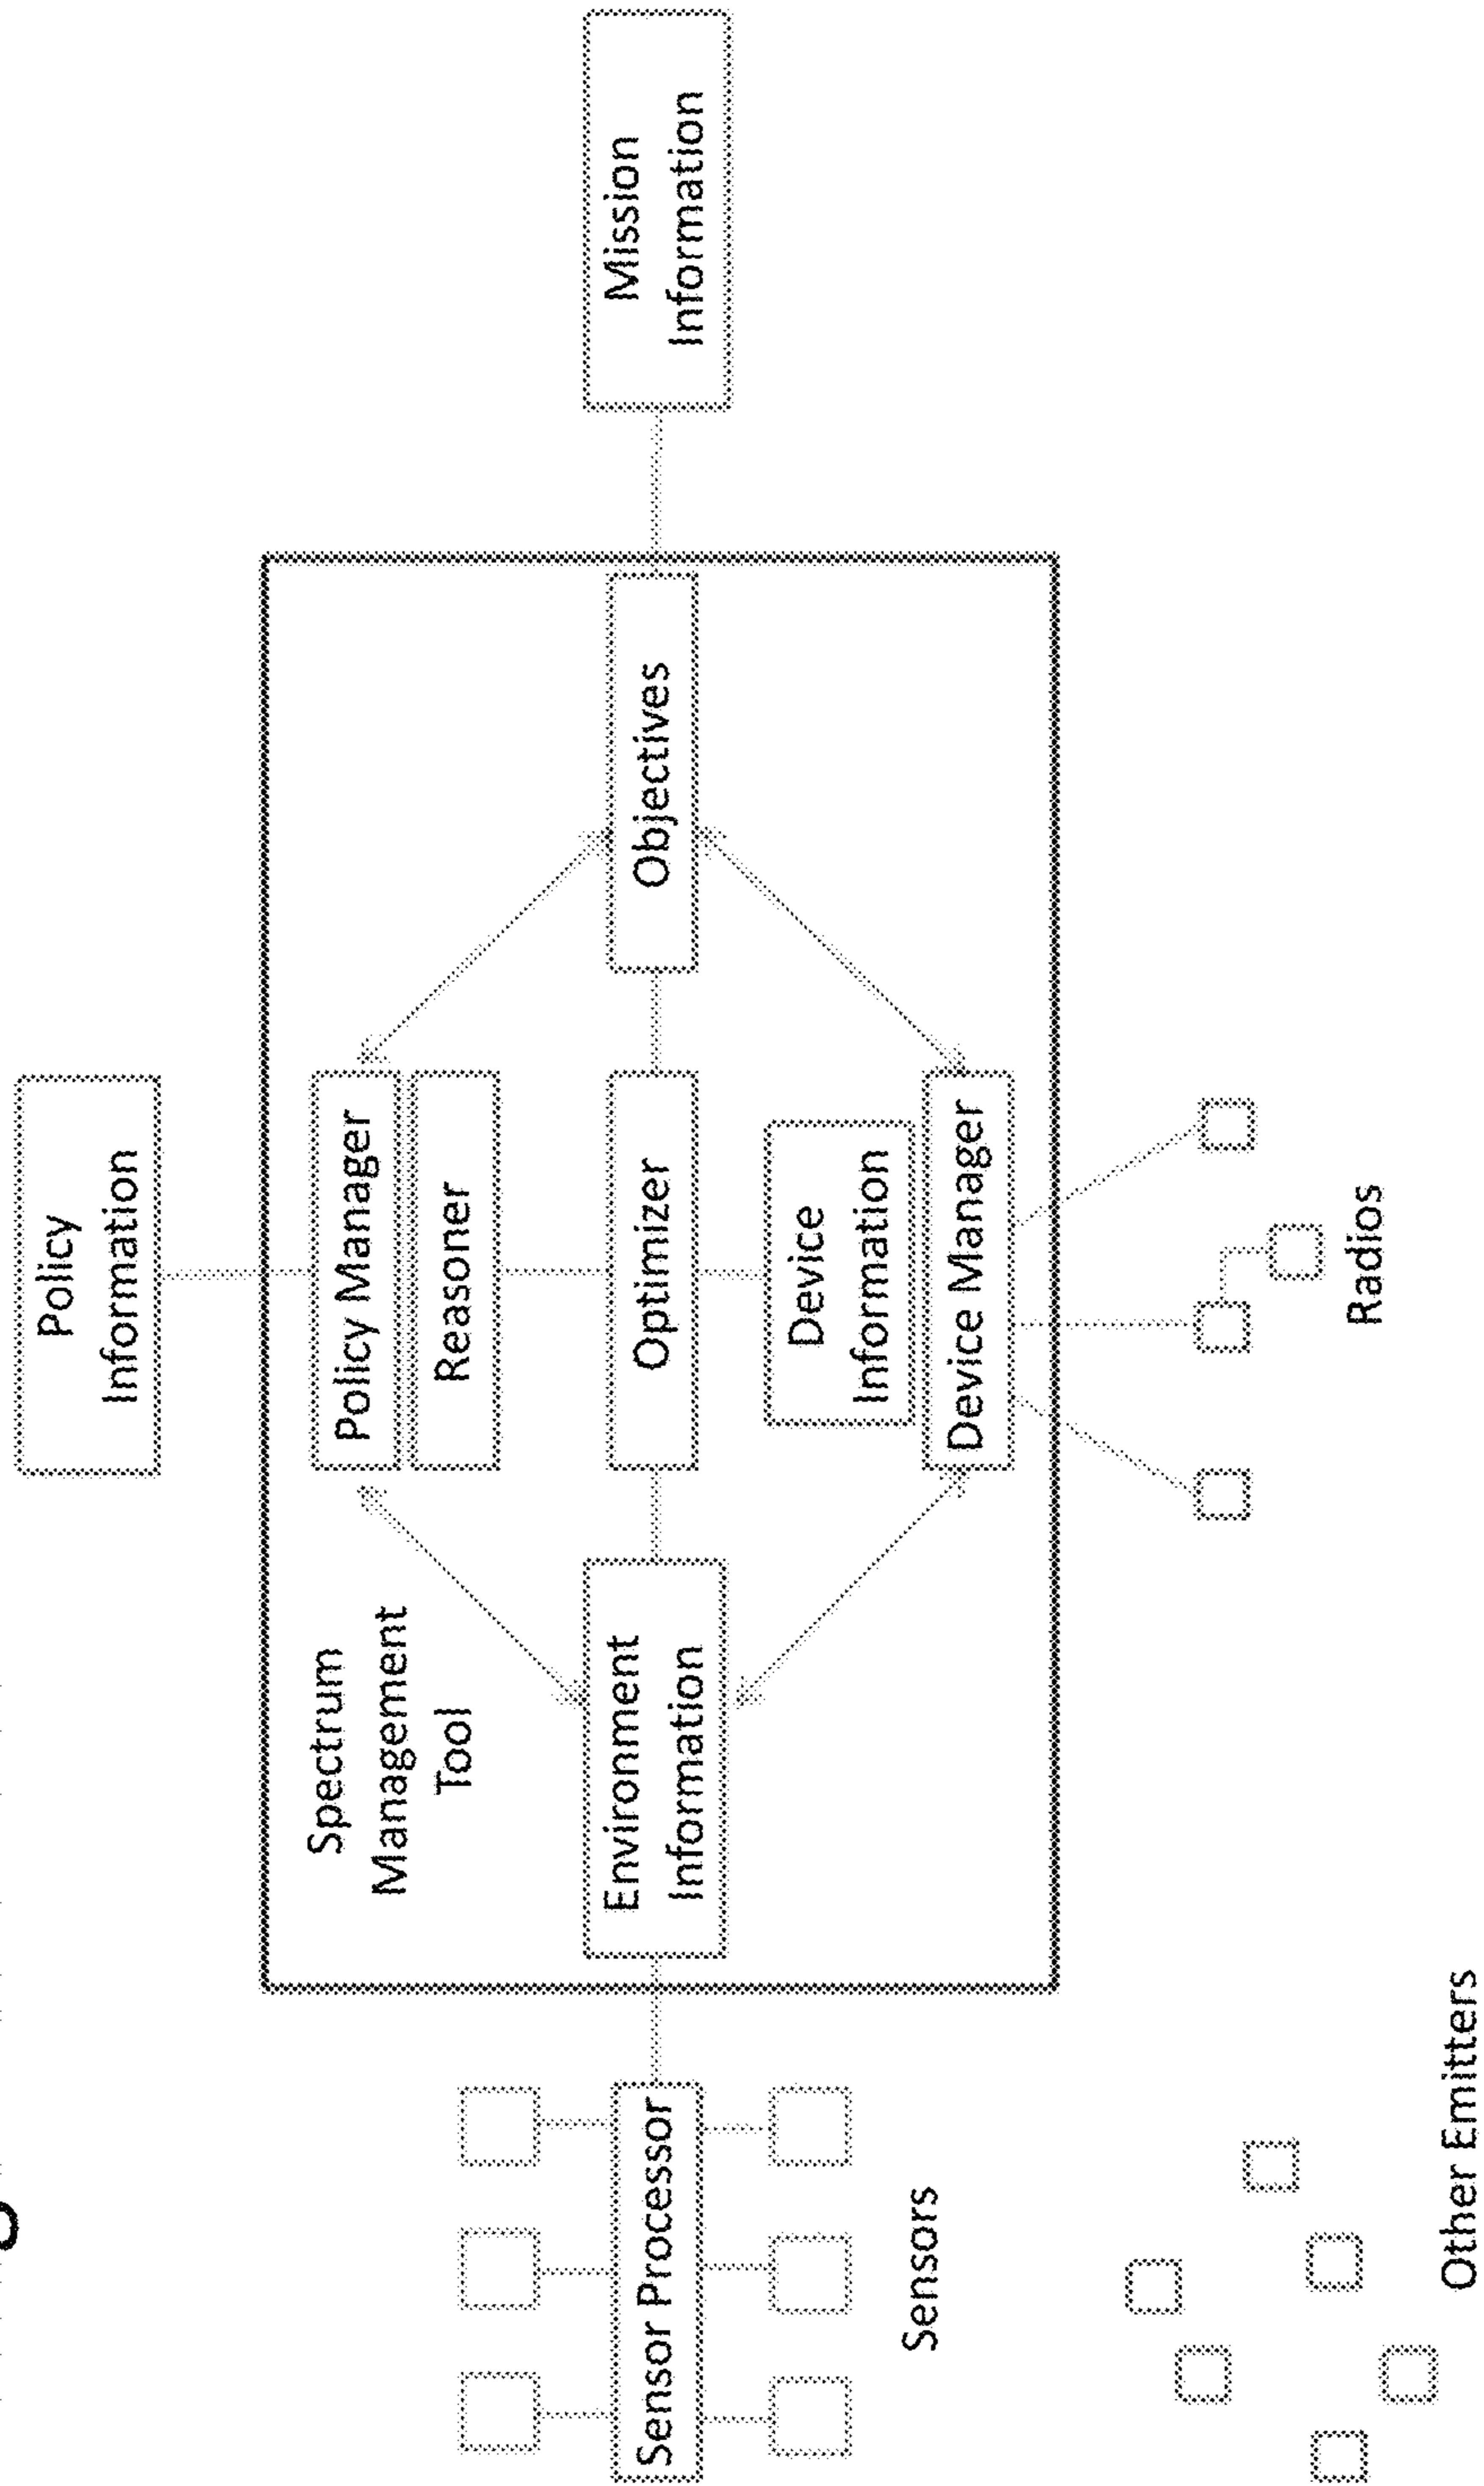 Policy
Information
Spectrum
Management
Tool
Policy Manager
Reasoner
Sensor Processor
Environment
Information
Optimizer
Objectives
Mission
Information
Device
Information
Device Manager
Sensors
Radios
Other Emitters